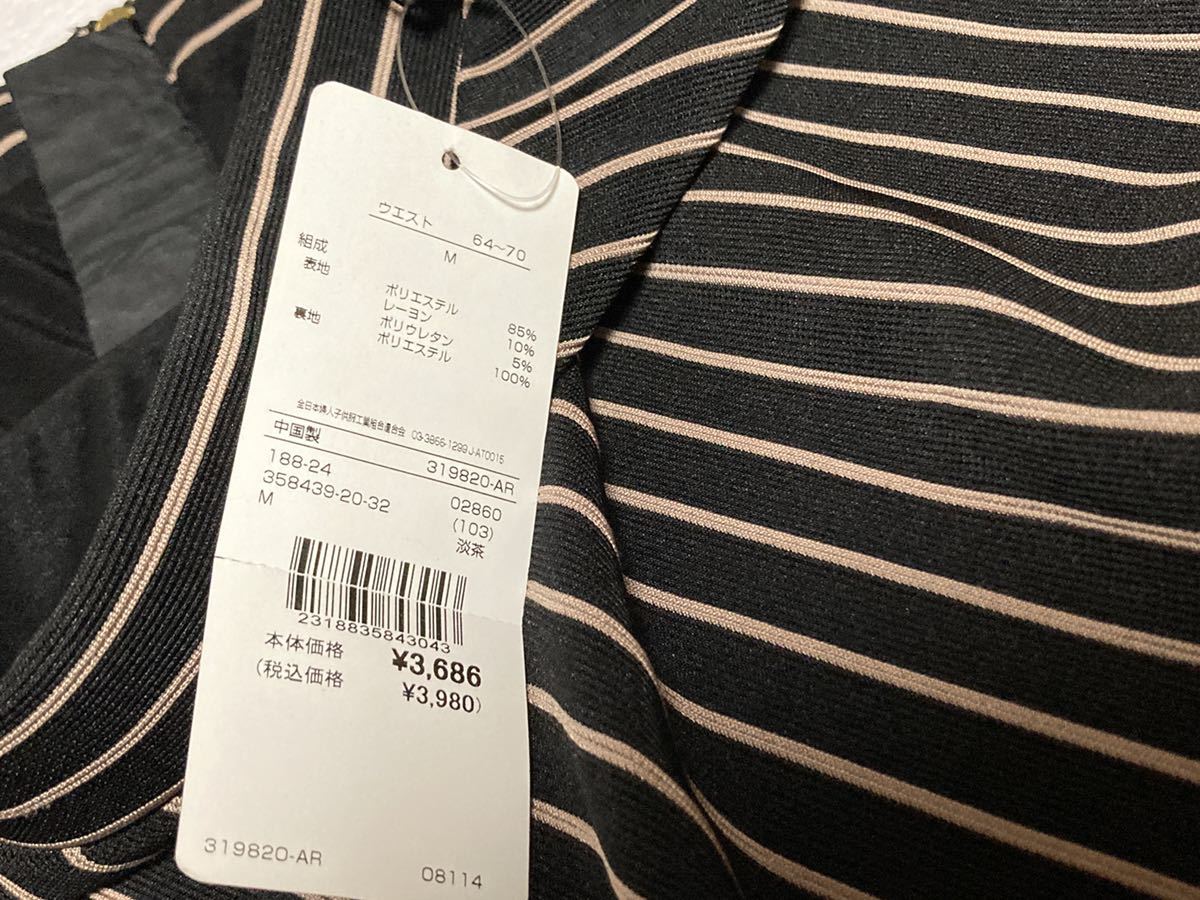 ウエスト 64~70
M
組成
表地
ポリエステル 85%
レーヨン 10%
ポリウレタン 5%
裏地 ポリエステル 100%
全日本婦人子供服工業組合連合会 03-3866-1299 J-AT0015
中国製 319820-AR
188-24 02860
358439-20-32 (103)
M 淡茶
2318835843043
本体価格 ¥3,686
(税込価格 ¥3,980)
319820-AR 08114